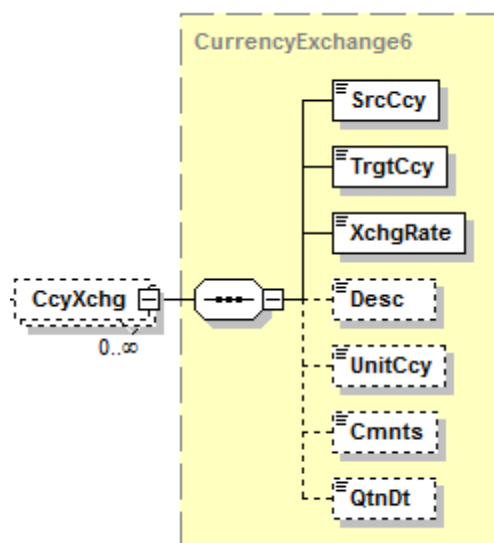 CurrencyExchange6
SrcCcy
TrgtCcy
XchgRate
CcyXchg
0..∞
Desc
UnitCcy
Cmnts
QtnDt